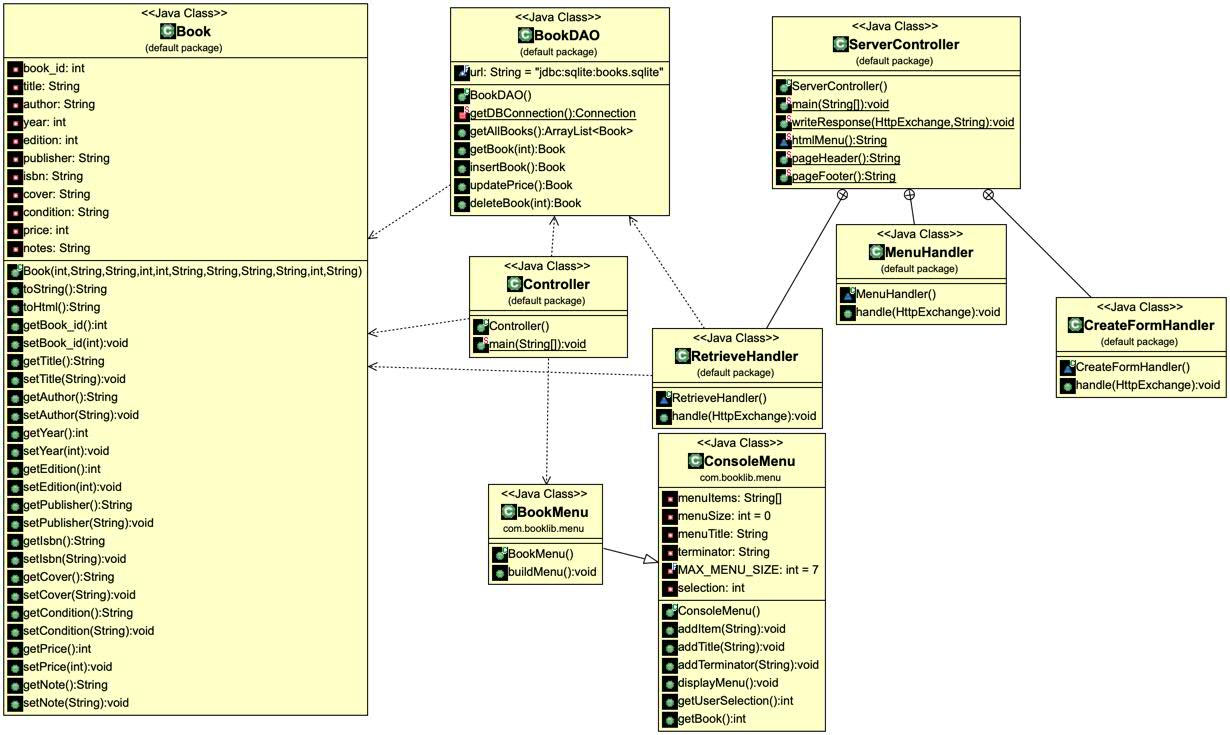 <<Java Class>>
Book
(default package)
book_id: int
title: String
author: String
year: int
edition: int
publisher: String
isbn: String
cover: String
condition: String
price: int
notes: String
Book(int,String,String,int,int,String,String,String,String,int,String)
toString():String
toHtml():String
getBook_id():int
setBook_id(int):void
getTitle():String
setTitle(String):void
getAuthor():String
setAuthor(String):void
getYear():int
setYear(int):void
getEdition():int
setEdition(int):void
getPublisher():String
setPublisher(String):void
getIsbn():String
setIsbn(String):void
getCover():String
setCover(String):void
getCondition():String
setCondition(String):void
getPrice():int
setPrice(int):void
getNote():String
setNote(String):void
<<Java Class>>
BookDAO
(default package)
url: String = "jdbc:sqlite:books.sqlite"
BookDAO()
getDBConnection():Connection
getAllBooks():ArrayList<Book>
getBook(int):Book
insertBook():Book
updatePrice():Book
deleteBook(int):Book
<<Java Class>>
ServerController
(default package)
ServerController()
main(String[]):void
writeResponse(HttpExchange,String):void
htmlMenu():String
pageHeader():String
pageFooter():String
<<Java Class>>
MenuHandler
(default package)
MenuHandler()
handle(HttpExchange):void
<<Java Class>>
Controller
(default package)
Controller()
main(String[]):void
<<Java Class>>
CreateFormHandler
(default package)
CreateFormHandler()
handle(HttpExchange):void
<<Java Class>>
RetrieveHandler
(default package)
RetrieveHandler()
handle(HttpExchange):void
<<Java Class>>
BookMenu
com.booklib.menu
BookMenu()
buildMenu():void
<<Java Class>>
ConsoleMenu
com.booklib.menu
menuItems: String[]
menuSize: int = 0
menuTitle: String
terminator: String
MAX_MENU_SIZE: int = 7
selection: int
ConsoleMenu()
addItem(String):void
addTitle(String):void
addTerminator(String):void
displayMenu():void
getUserSelection():int
getBook():int